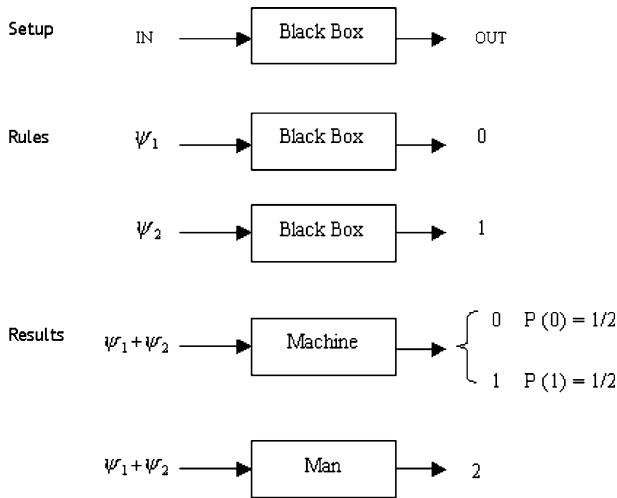 Setup IN Black Box OUT
Rules ψ₁ Black Box 0
ψ₂ Black Box 1
Results ψ₁+ψ₂ Machine { 0 P (0) = 1/2
1 P (1) = 1/2
ψ₁+ψ₂ Man 2